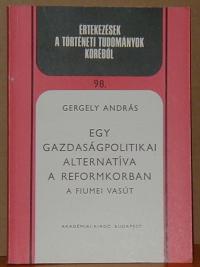 ÉRTEKEZÉSEK
A TÖRTÉNETI TUDOMÁNYOK
KÖRÉBŐL
98.
GERGELY ANDRÁS
EGY
GAZDASÁGPOLITIKAI
ALTERNATÍVA
A REFORMKORBAN
A FIUMEI VASÚT
AKADÉMIAI KIADÓ, BUDAPEST